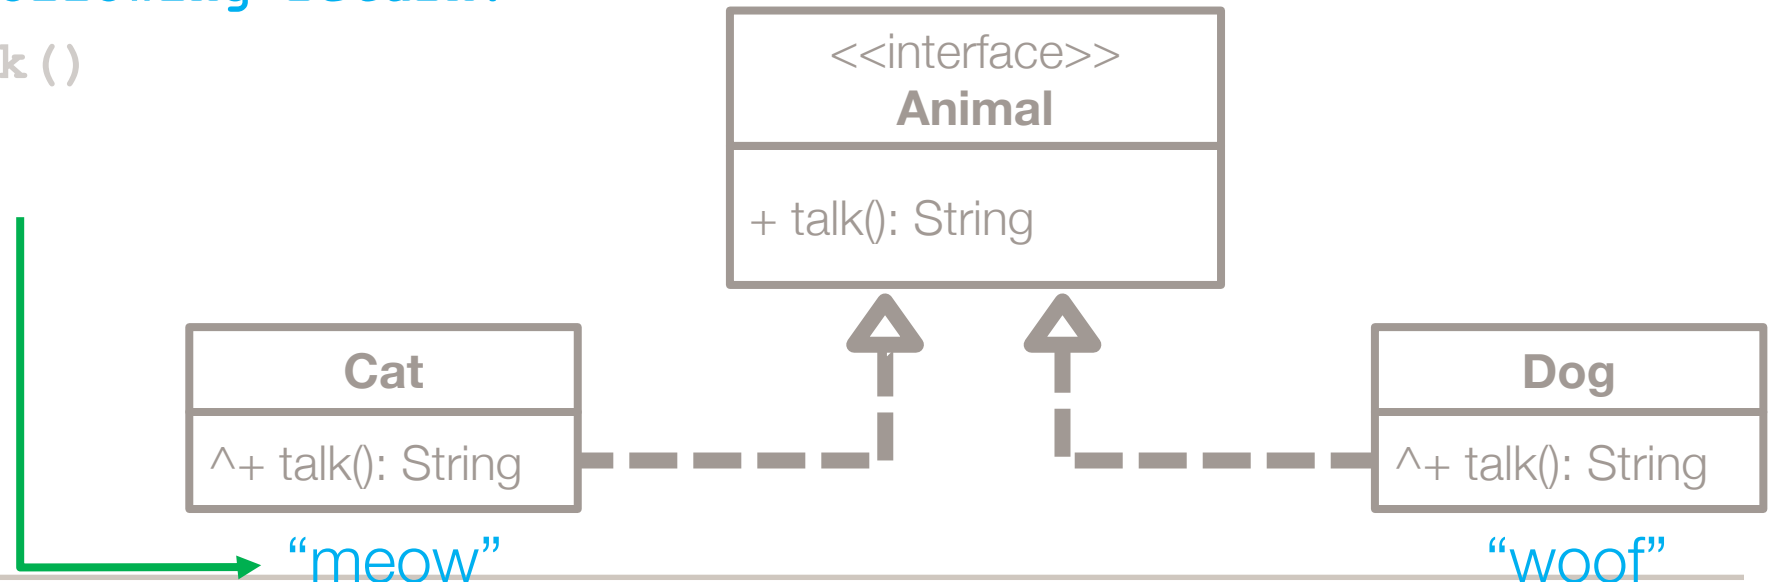 k()
<<interface>>
Animal
+ talk(): String
Cat
^+ talk(): String
“meow”
Dog
^+ talk(): String
“woof”